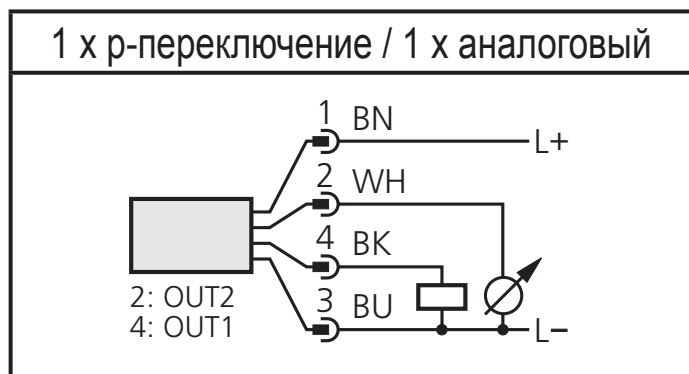 1 x p-переключение / 1 x аналоговый
1 BN
L+
2 WH
4 BK
2: OUT2
4: OUT1
3 BU
L–